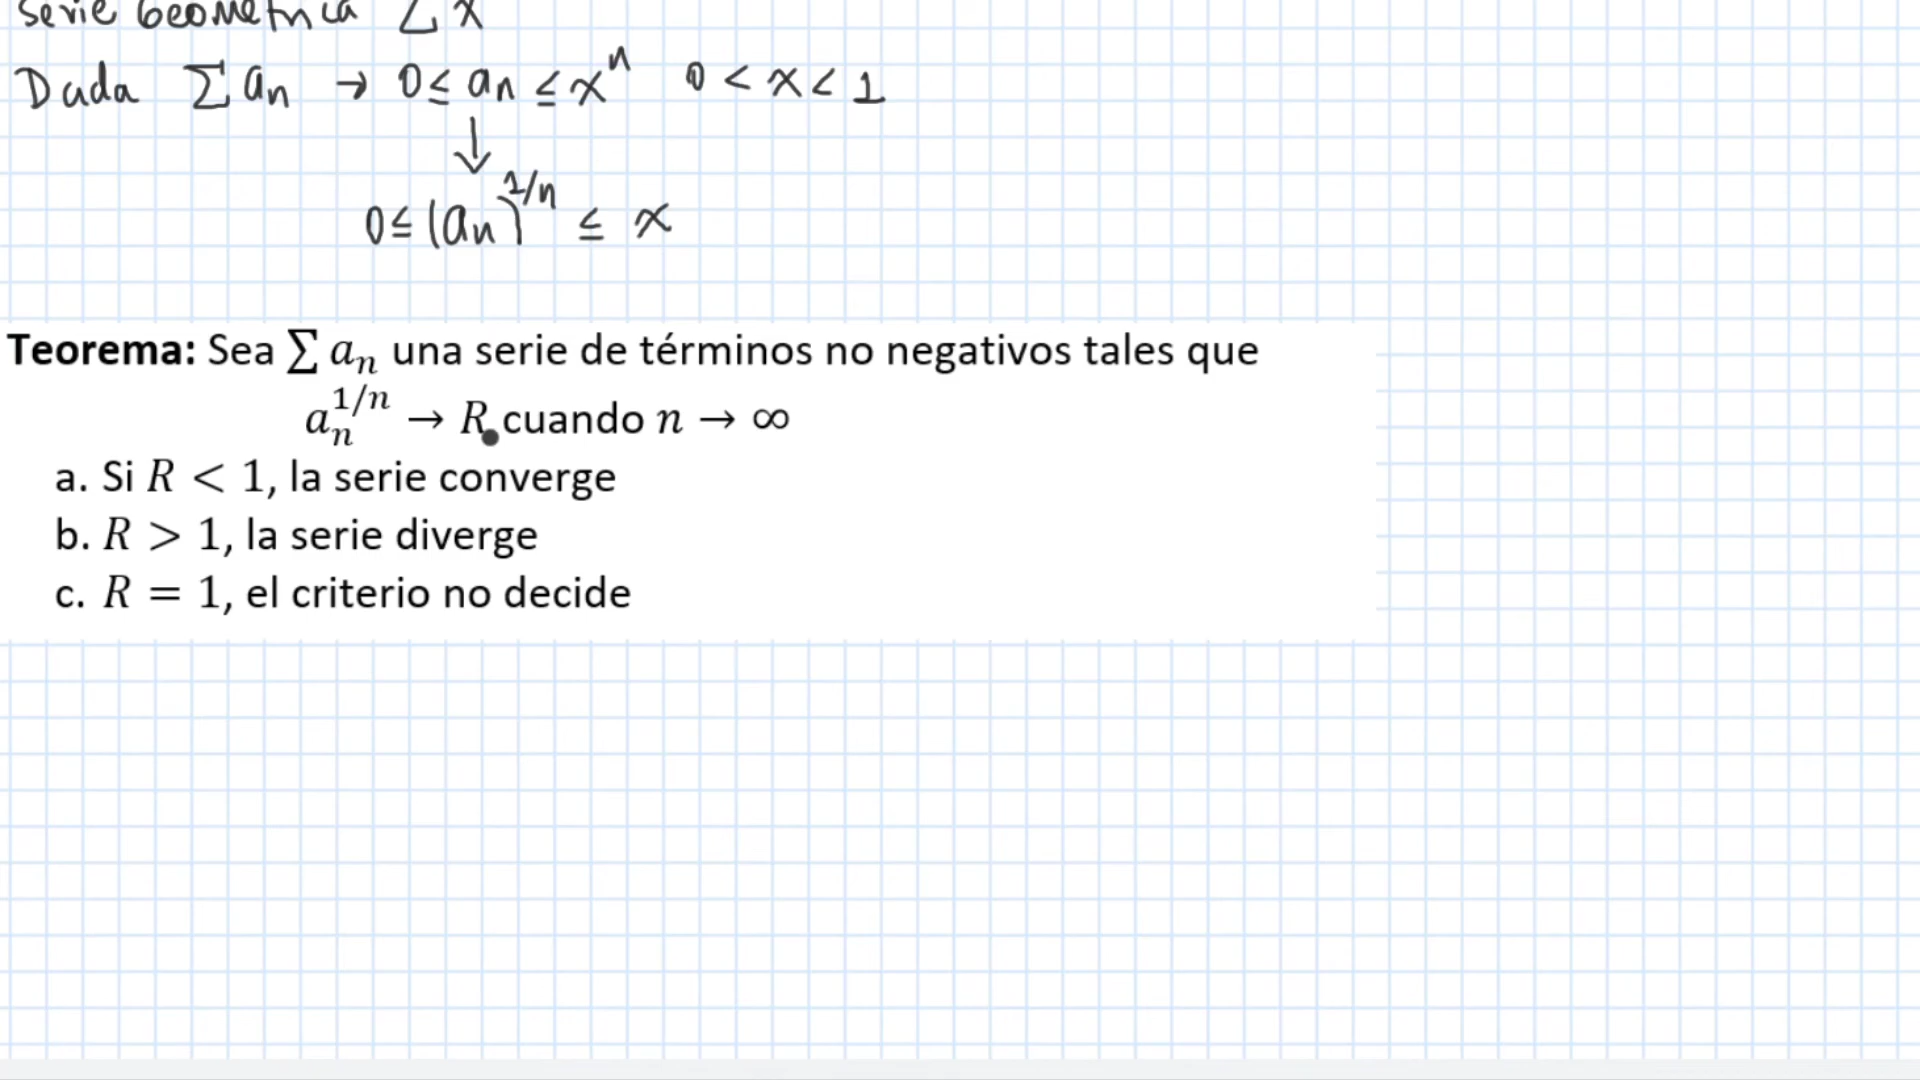 Serie Geométrica ∑ x
Dada ∑ an → 0 ≤ an ≤ x^n 0 < x < 1
↓
0 ≤ (an)^1/n ≤ x
Teorema: Sea ∑ aₙ una serie de términos no negativos tales que
aₙ^1/n → R cuando n → ∞
a. Si R < 1, la serie converge
b. R > 1, la serie diverge
c. R = 1, el criterio no decide